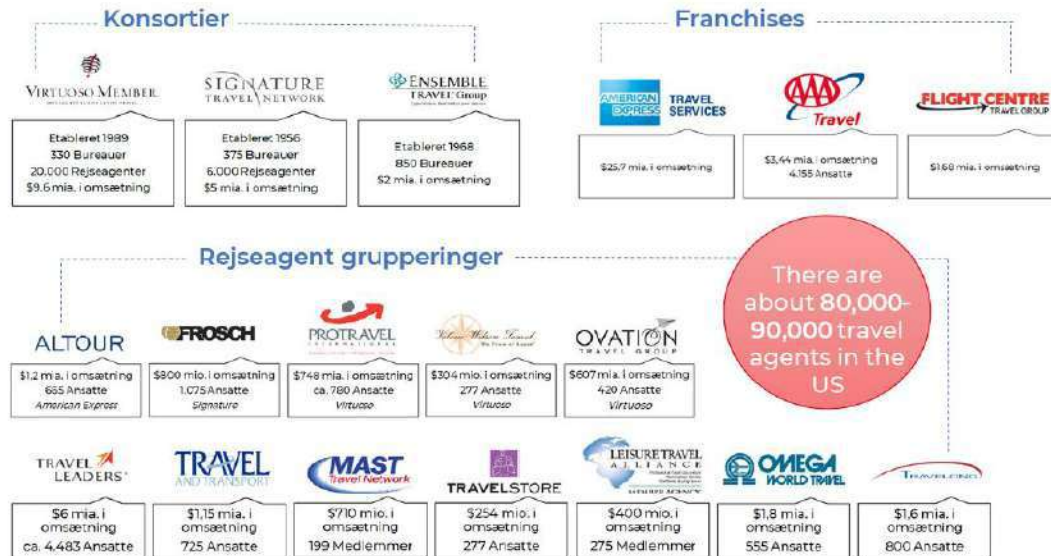 Konsortier
Franchises
VIRTUOSO MEMBER
SIGNATURE
TRAVEL NETWORK
ENSEMBLE
TRAVEL Group
AMERICAN
EXPRESS
TRAVEL
SERVICES
AAA
Travel
FLIGHT CENTRE
TRAVEL GROUP
Etableret 1989
330 Bureauer
20.000 Rejseagenter
$9.6 mia. i omsætning
Etableret 1956
375 Bureauer
6.000 Rejseagenter
$5 mia. i omsætning
Etableret 1968
850 Bureauer
$2 mia. i omsætning
$25,7 mia. i omsætning
$3,44 mia. i omsætning
4.155 Ansatte
$1.68 mia. i omsætning
Rejseagent grupperinger
There are
about 80,000-
90,000 travel
agents in the
US
ALTOUR
FROSCH
PROTRAVEL
INTERNATIONAL
OVATION
TRAVEL GROUP
$1.2 mia. i omsætning
665 Ansatte
American Express
$800 mio. i omsætning
1.075 Ansatte
Signature
$748 mia. i omsætning
ca. 780 Ansatte
Virtuoso
$304 mio. i omsætning
277 Ansatte
Virtuoso
$607 mia. i omsætning
420 Ansatte
Virtuoso
TRAVEL
LEADERS
TRAVEL
AND TRANSPORT
MAST
Travel Network
TRAVELSTORE
LEISURE TRAVEL
ALLIANCE
MEMBER AGENCY
OMEGA
WORLD TRAVEL
$6 mia. i
omsætning
ca. 4.483 Ansatte
$1,15 mia. i
omsætning
725 Ansatte
$710 mio. i
omsætning
199 Medlemmer
$254 mio. i
omsætning
277 Ansatte
$400 mio. i
omsætning
275 Medlemmer
$1,8 mia. i
omsætning
555 Ansatte
$1,6 mia. i
omsætning
800 Ansatte